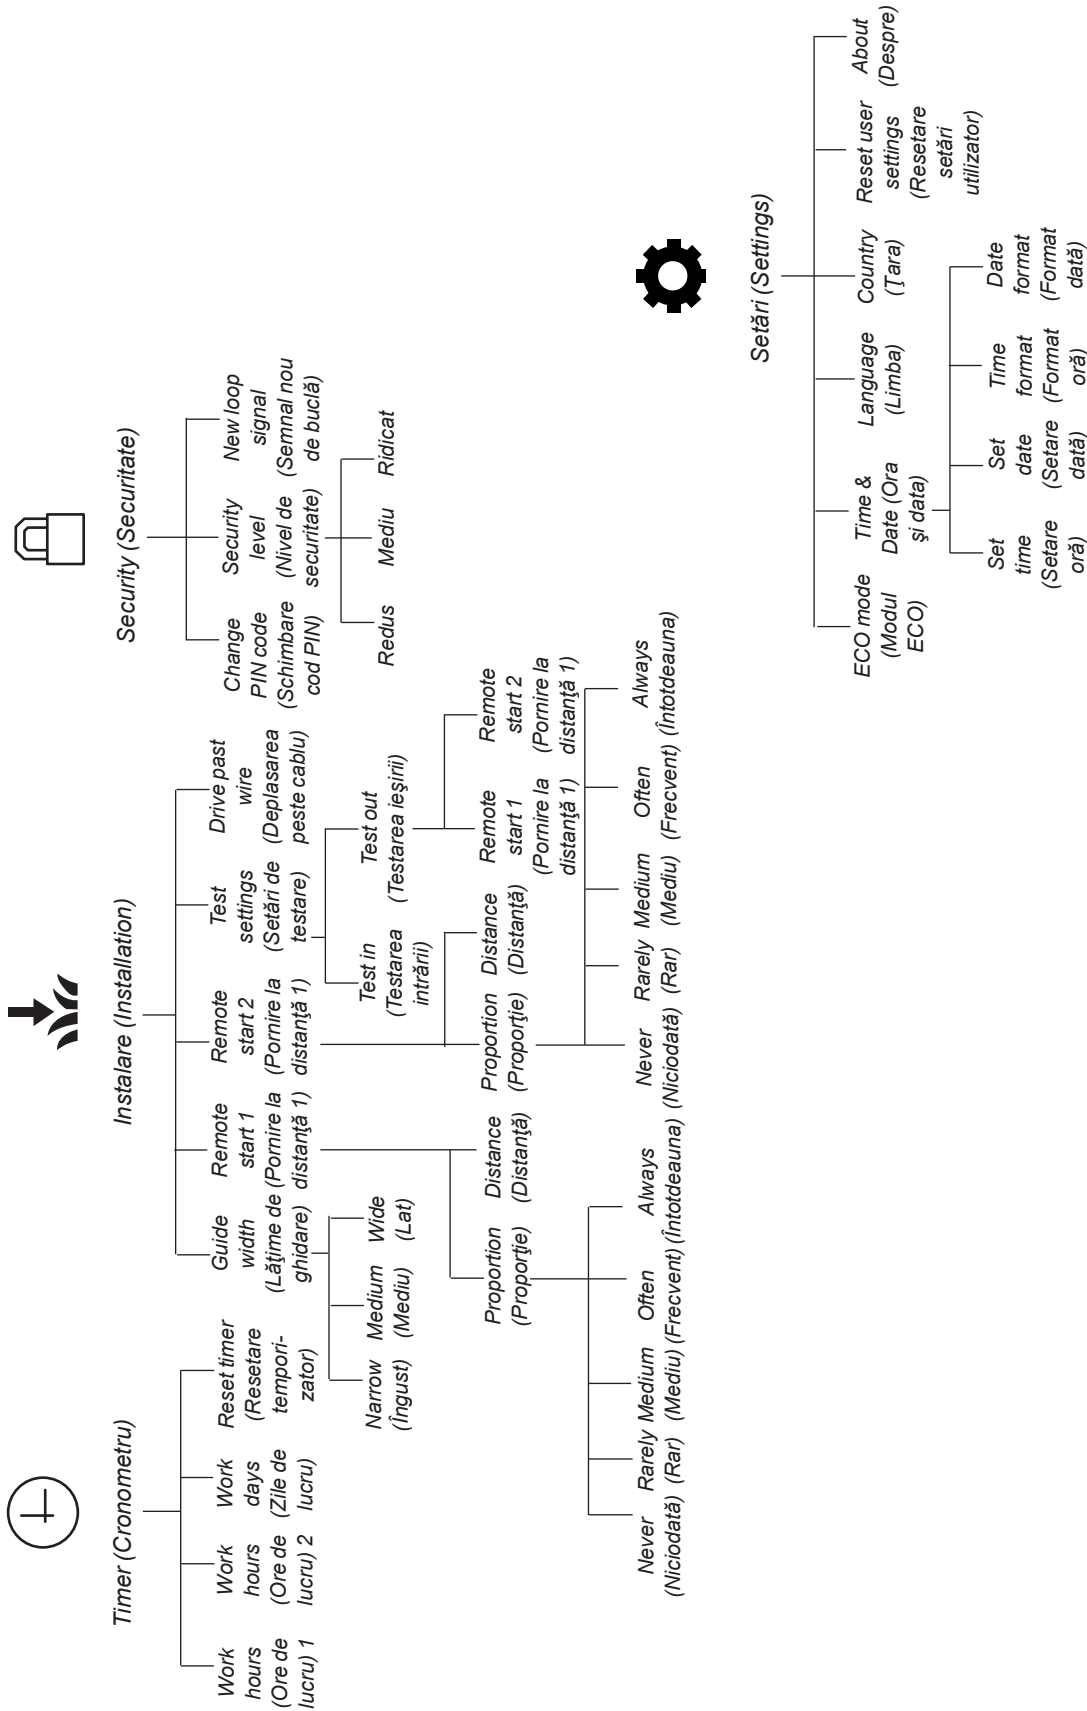 Timer (Cronometru)
Work
hours
(Ore de
lucru) 1
Work
hours
(Ore de
lucru) 2
Work
days
(Zile de
lucru)
Reset timer
(Resetare
tempori-
zator)
Instalare (Installation)
Guide
width
(Lăţime de
ghidare)
Remote
start 1
(Pornire la
distanţă 1)
Remote
start 2
(Pornire la
distanţă 1)
Test
settings
(Setări de
testare)
Drive past
wire
(Deplasarea
peste cablu)
Narrow
(Îngust)
Medium
(Mediu)
Wide
(Lat)
Test in
(Testarea
intrării)
Test out
(Testarea ieşirii)
Proportion
(Proporţie)
Distance
(Distanţă)
Proportion
(Proporţie)
Distance
(Distanţă)
Remote
start 1
(Pornire la
distanţă 1)
Remote
start 2
(Pornire la
distanţă 1)
Never
(Niciodată)
Rarely
(Rar)
Medium
(Mediu)
Often
(Frecvent)
Always
(Întotdeauna)
Never
(Niciodată)
Rarely
(Rar)
Medium
(Mediu)
Often
(Frecvent)
Always
(Întotdeauna)
Security (Securitate)
Change
PIN code
(Schimbare
cod PIN)
Security
level
(Nivel de
securitate)
New loop
signal
(Semnal nou
de buclă)
Redus
Mediu
Ridicat
Setări (Settings)
ECO mode
(Modul
ECO)
Time &
Date (Ora
şi data)
Language
(Limba)
Country
(Ţara)
Reset user
settings
(Resetare
setări
utilizator)
About
(Despre)
Set
time
(Setare
oră)
Set
date
(Setare
dată)
Time
format
(Format
oră)
Date
format
(Format
dată)